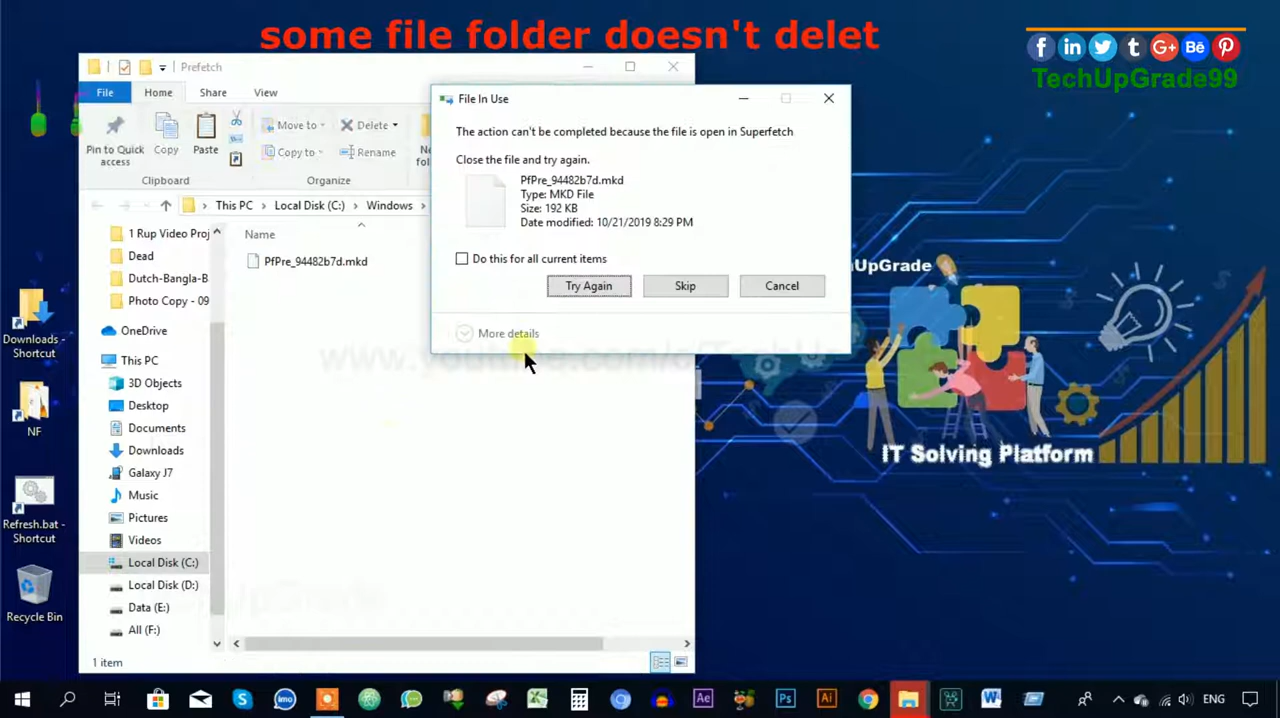 some file folder doesn't delet
TechUpGrade99
Prefetch
File
Home
Share
View
Pin to Quick access
Copy
Paste
Move to
Copy to
Delete
Rename
Clipboard
Organize
This PC
Local Disk (C:)
Windows
1 Rup Video Proj
Dead
Dutch-Bangla-B
Photo Copy - 09
OneDrive
This PC
3D Objects
Desktop
Documents
Downloads
Galaxy J7
Music
Pictures
Videos
Local Disk (C:)
Local Disk (D:)
Data (E:)
All (F:)
1 item
Name
PfPre_94482b7d.mkd
File In Use
The action can't be completed because the file is open in Superfetch
Close the file and try again.
PfPre_94482b7d.mkd
Type: MKD File
Size: 192 KB
Date modified: 10/21/2019 8:29 PM
Do this for all current items
Try Again
Skip
Cancel
More details
Downloads - Shortcut
NF
Refresh.bat - Shortcut
Recycle Bin
IT Solving Platform
ENG